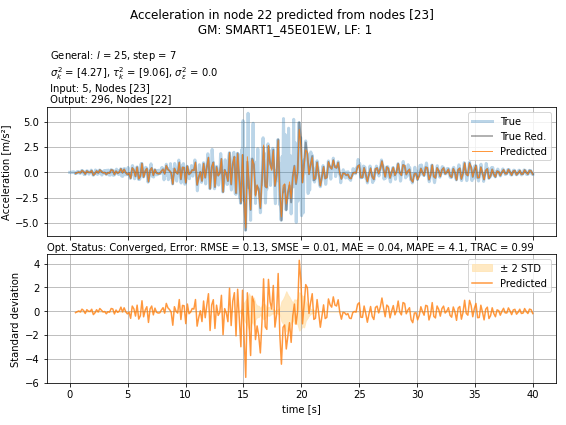 Acceleration in node 22 predicted from nodes [23]
GM: SMART1_45E01EW, LF: 1
General: l = 25, step = 7
σ²ₖ = [4.27], τ²ₖ = [9.06], σ²ε = 0.0
Input: 5, Nodes [23]
Output: 296, Nodes [22]
Acceleration [m/s²]
5.0
2.5
0.0
−2.5
−5.0
True
True Red.
Predicted
Opt. Status: Converged, Error: RMSE = 0.13, SMSE = 0.01, MAE = 0.04, MAPE = 4.1, TRAC = 0.99
Standard deviation
4
2
0
−2
−4
−6
± 2 STD
Predicted
0 5 10 15 20 25 30 35 40
time [s]